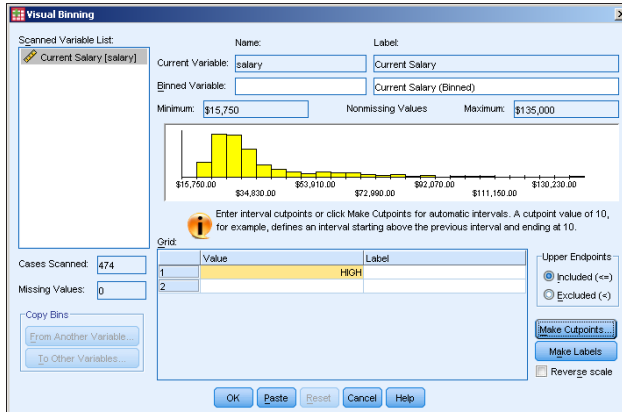 Visual Binning
Scanned Variable List:
Current Salary [salary]
Name:
Label:
Current Variable:
salary
Current Salary
Binned Variable:
Current Salary (Binned)
Minimum:
$15,750
Nonmissing Values
Maximum:
$135,000
$15,750.00
$34,830.00
$53,910.00
$72,990.00
$92,070.00
$111,150.00
$130,230.00
Enter interval cutpoints or click Make Cutpoints for automatic intervals. A cutpoint value of 10,
for example, defines an interval starting above the previous interval and ending at 10.
Grid:
Value
Label
1
HIGH
2
Cases Scanned:
474
Missing Values:
0
Copy Bins
From Another Variable...
To Other Variables...
Upper Endpoints
Included (<=)
Excluded (<)
Make Cutpoints...
Make Labels
Reverse scale
OK
Paste
Reset
Cancel
Help